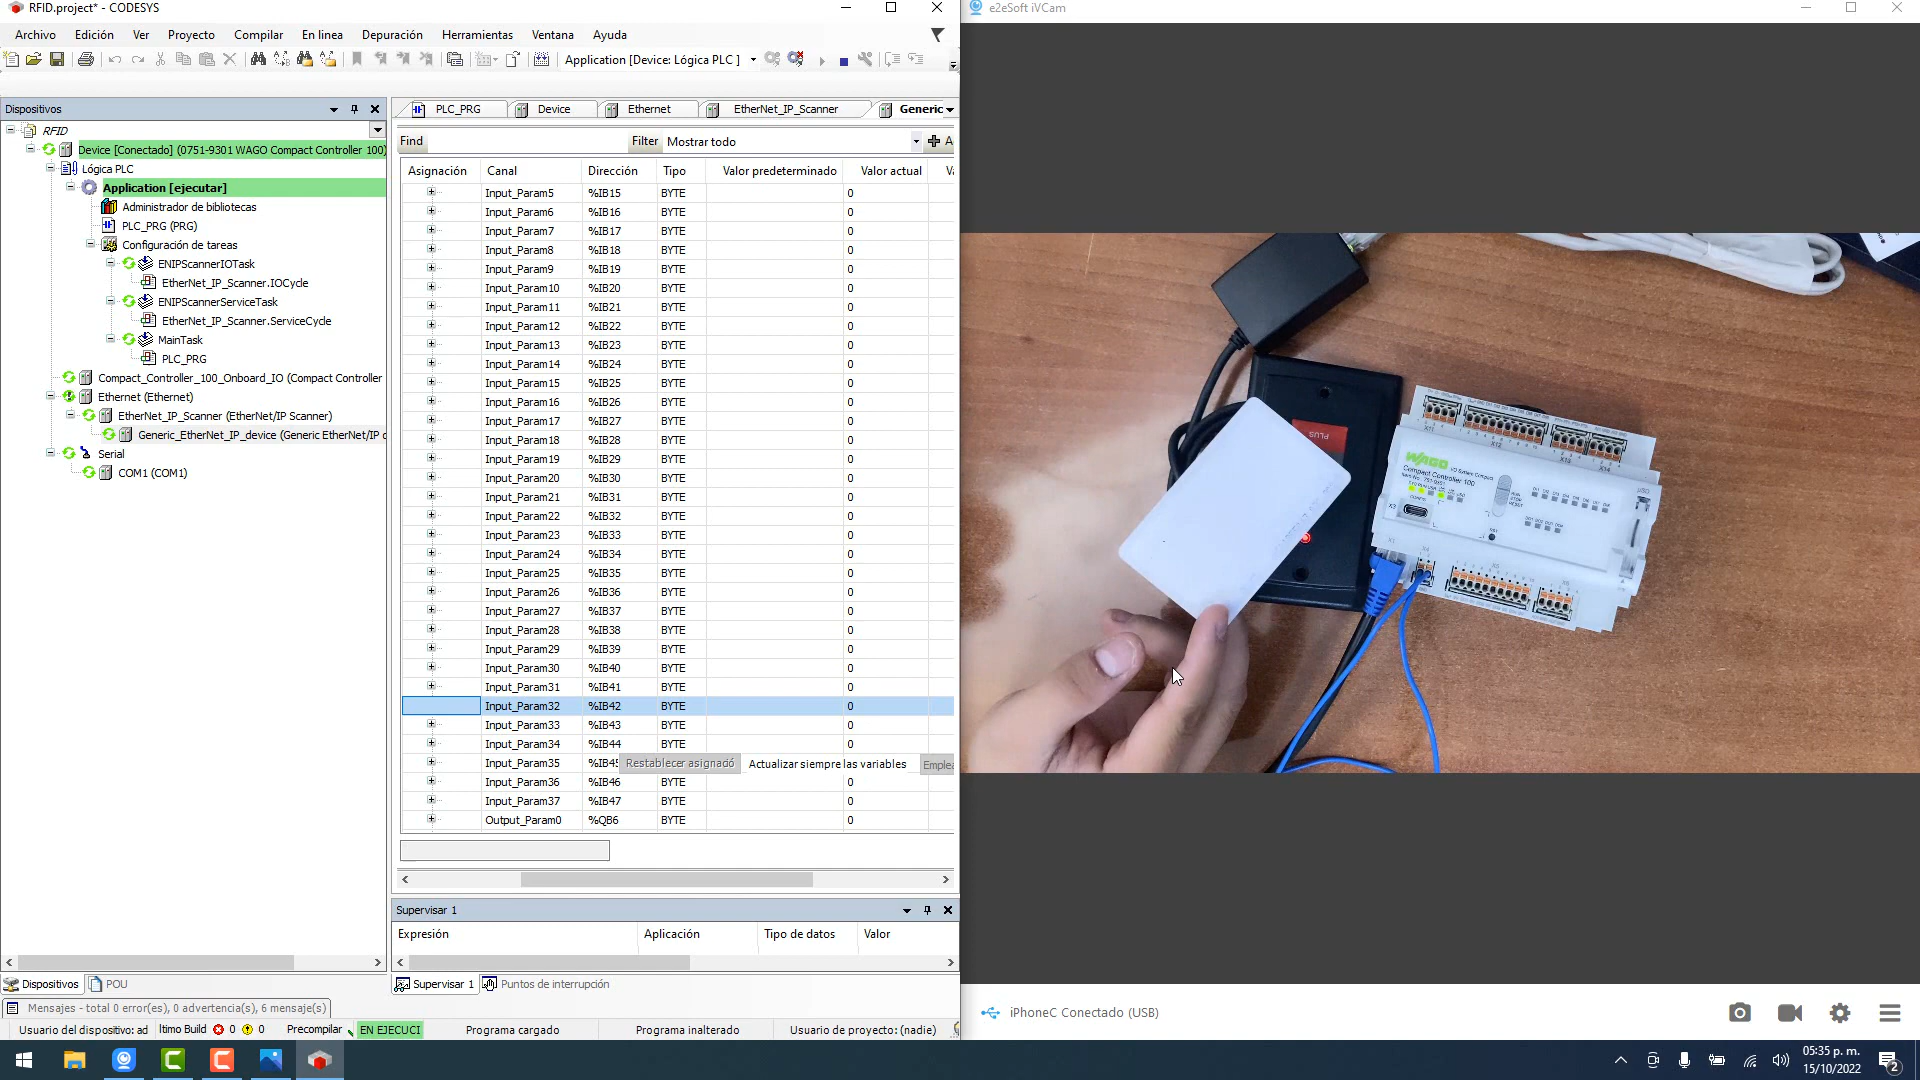 RFID.project* - CODESYS
Archivo Edición Ver Proyecto Compilar En linea Depuración Herramientas Ventana Ayuda
Application [Device: Lógica PLC ]
Dispositivos
RFID
Device [Conectado] (0751-9301 WAGO Compact Controller 100)
Lógica PLC
Application [ejecutar]
Administrador de bibliotecas
PLC_PRG (PRG)
Configuración de tareas
ENIPScannerIOTask
EtherNet_IP_Scanner.IOCycle
ENIPScannerServiceTask
EtherNet_IP_Scanner.ServiceCycle
MainTask
PLC_PRG
Compact_Controller_100_Onboard_IO (Compact Controller
Ethernet (Ethernet)
EtherNet_IP_Scanner (EtherNet/IP Scanner)
Generic_EtherNet_IP_device (Generic EtherNet/IP
Serial
COM1 (COM1)
Dispositivos POU
PLC_PRG Device Ethernet EtherNet_IP_Scanner Generic
Find Filter Mostrar todo A
Asignación Canal Dirección Tipo Valor predeterminado Valor actual
Input_Param5 %IB15 BYTE 0
Input_Param6 %IB16 BYTE 0
Input_Param7 %IB17 BYTE 0
Input_Param8 %IB18 BYTE 0
Input_Param9 %IB19 BYTE 0
Input_Param10 %IB20 BYTE 0
Input_Param11 %IB21 BYTE 0
Input_Param12 %IB22 BYTE 0
Input_Param13 %IB23 BYTE 0
Input_Param14 %IB24 BYTE 0
Input_Param15 %IB25 BYTE 0
Input_Param16 %IB26 BYTE 0
Input_Param17 %IB27 BYTE 0
Input_Param18 %IB28 BYTE 0
Input_Param19 %IB29 BYTE 0
Input_Param20 %IB30 BYTE 0
Input_Param21 %IB31 BYTE 0
Input_Param22 %IB32 BYTE 0
Input_Param23 %IB33 BYTE 0
Input_Param24 %IB34 BYTE 0
Input_Param25 %IB35 BYTE 0
Input_Param26 %IB36 BYTE 0
Input_Param27 %IB37 BYTE 0
Input_Param28 %IB38 BYTE 0
Input_Param29 %IB39 BYTE 0
Input_Param30 %IB40 BYTE 0
Input_Param31 %IB41 BYTE 0
Input_Param32 %IB42 BYTE 0
Input_Param33 %IB43 BYTE 0
Input_Param34 %IB44 BYTE 0
Input_Param35 %IB45 Restablecer asignació Actualizar siempre las variables Emplea
Input_Param36 %IB46 BYTE 0
Input_Param37 %IB47 BYTE 0
Output_Param0 %QB6 BYTE 0
Supervisar 1
Expresión Aplicación Tipo de datos Valor
Supervisar 1 Puntos de interrupción
Mensajes - total 0 error(es), 0 advertencia(s), 6 mensaje(s)
Usuario del dispositivo: ad ltimo Build 0 0 Precompilar EN EJECUCI Programa cargado Programa inalterado Usuario de proyecto: (nadie)
e2eSoft iVCam
PLUS
WAGO
Compact Controller 100
iPhoneC Conectado (USB)
05:35 p. m.
15/10/2022
2